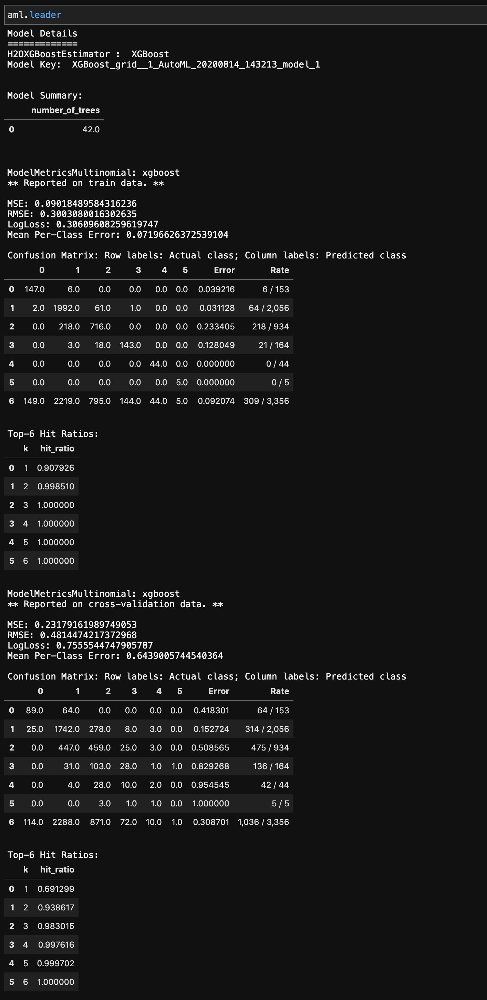 aml.leader
Model Details
=============
H2OXGBoostEstimator :  XGBoost
Model Key:  XGBoost_grid__1_AutoML_20200814_143213_model_1
Model Summary:
number_of_trees
0 42.0
ModelMetricsMultinomial: xgboost
** Reported on train data. **
MSE: 0.09018489584316236
RMSE: 0.3003080016302635
LogLoss: 0.30609608259619747
Mean Per-Class Error: 0.07196626372539104
Confusion Matrix: Row labels: Actual class; Column labels: Predicted class
0 1 2 3 4 5 Error Rate
0 147.0 6.0 0.0 0.0 0.0 0.0 0.039216 6 / 153
1 2.0 1992.0 61.0 1.0 0.0 0.0 0.031128 64 / 2,056
2 0.0 218.0 716.0 0.0 0.0 0.0 0.233405 218 / 934
3 0.0 3.0 18.0 143.0 0.0 0.0 0.128049 21 / 164
4 0.0 0.0 0.0 0.0 44.0 0.0 0.000000 0 / 44
5 0.0 0.0 0.0 0.0 0.0 5.0 0.000000 0 / 5
6 149.0 2219.0 795.0 144.0 44.0 5.0 0.092074 309 / 3,356
Top-6 Hit Ratios:
k hit_ratio
0 1 0.907926
1 2 0.998510
2 3 1.000000
3 4 1.000000
4 5 1.000000
5 6 1.000000
ModelMetricsMultinomial: xgboost
** Reported on cross-validation data. **
MSE: 0.23179161989749053
RMSE: 0.4814474217372968
LogLoss: 0.7555544747905787
Mean Per-Class Error: 0.6439005744540364
Confusion Matrix: Row labels: Actual class; Column labels: Predicted class
0 1 2 3 4 5 Error Rate
0 89.0 64.0 0.0 0.0 0.0 0.0 0.418301 64 / 153
1 25.0 1742.0 278.0 8.0 3.0 0.0 0.152724 314 / 2,056
2 0.0 447.0 459.0 25.0 3.0 0.0 0.508565 475 / 934
3 0.0 31.0 103.0 28.0 1.0 1.0 0.829268 136 / 164
4 0.0 4.0 28.0 10.0 2.0 0.0 0.954545 42 / 44
5 0.0 0.0 3.0 1.0 1.0 0.0 1.000000 5 / 5
6 114.0 2288.0 871.0 72.0 10.0 1.0 0.308701 1,036 / 3,356
Top-6 Hit Ratios:
k hit_ratio
0 1 0.691299
1 2 0.938617
2 3 0.983015
3 4 0.997616
4 5 0.999702
5 6 1.000000